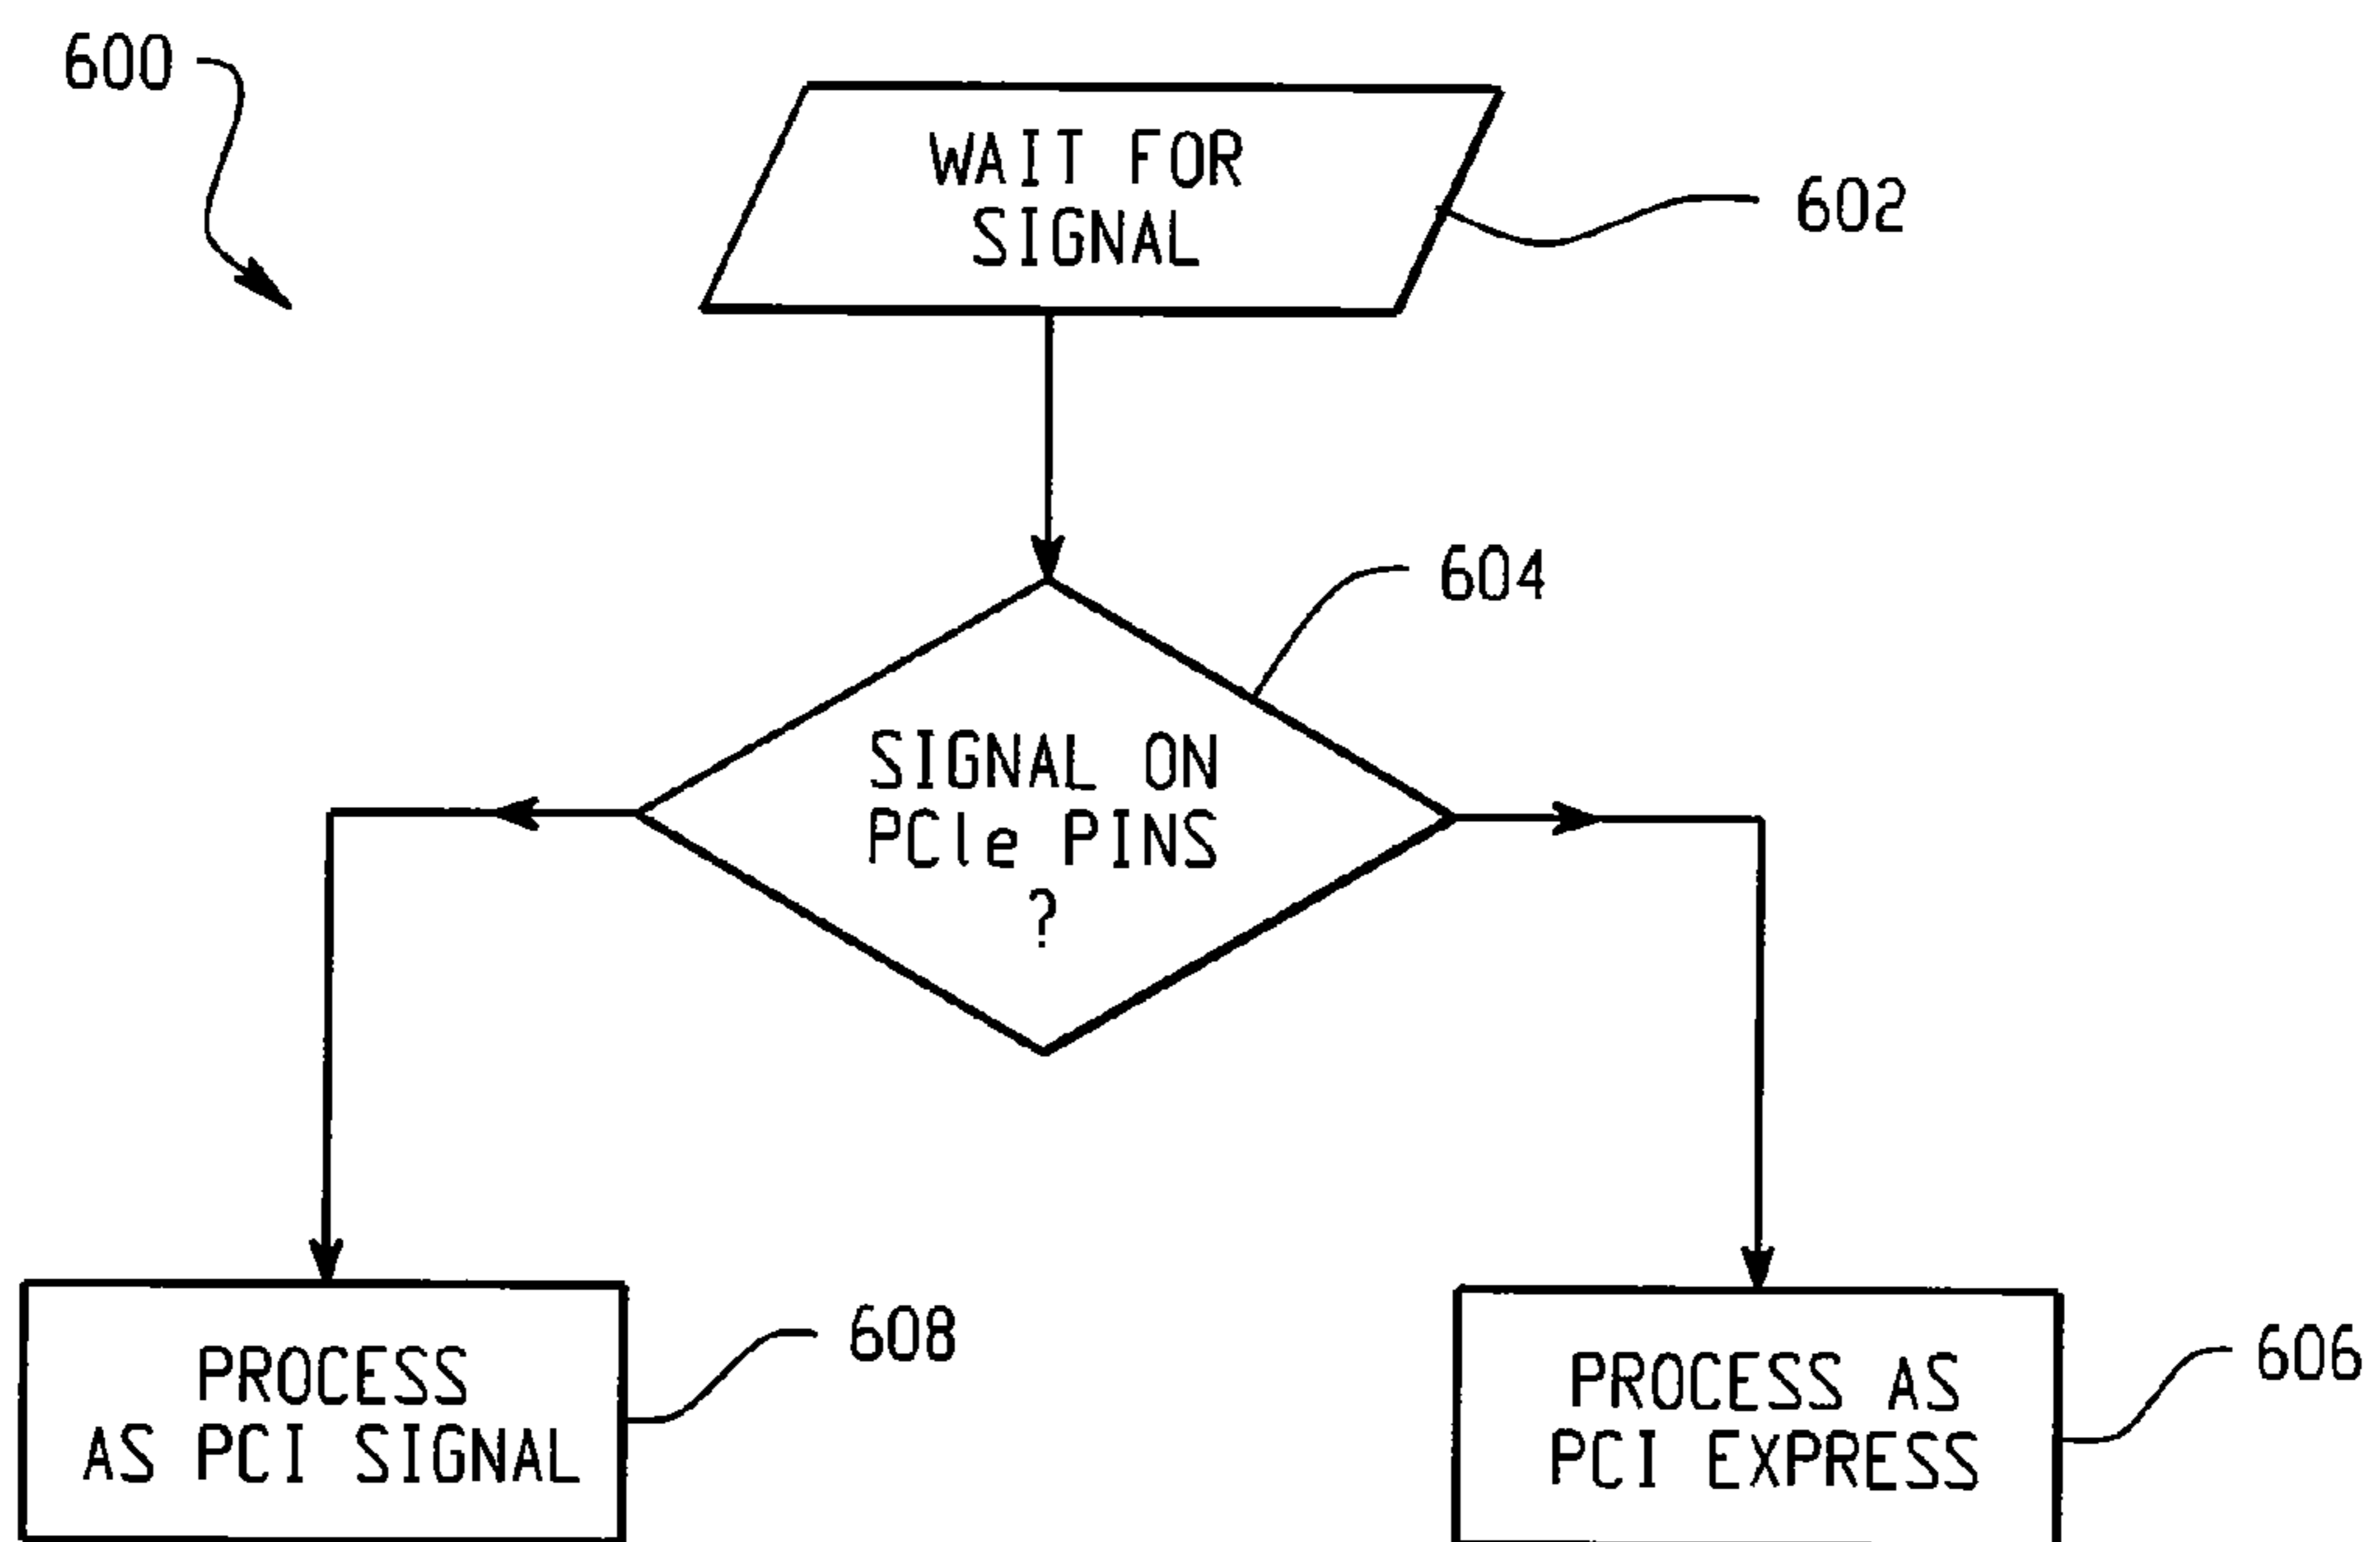 600
WAIT FOR
SIGNAL
602
604
SIGNAL ON
PCle PINS
?
608
PROCESS
AS PCI SIGNAL
606
PROCESS AS
PCI EXPRESS